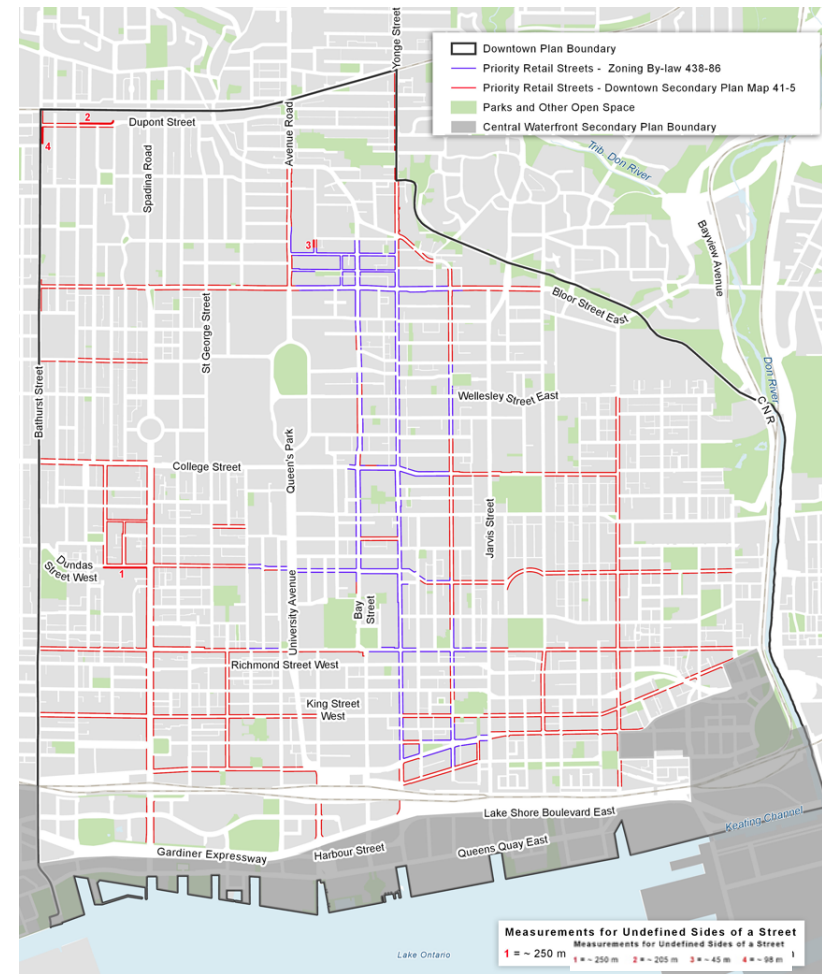 Yonge Street
Downtown Plan Boundary
Priority Retail Streets - Zoning By-law 438-86
Priority Retail Streets - Downtown Secondary Plan Map 41-5
Parks and Other Open Space
Central Waterfront Secondary Plan Boundary
2
Dupont Street
4
Avenue Road
Spadina Road
Trib. Don River
3
Bayview Avenue
St George Street
Bloor Street East
Bathurst Street
Don River
CNR
Wellesley Street East
College Street
Queen's Park
Jarvis Street
Dundas
Street West
1
University Avenue
Bay
Street
Richmond Street West
King Street
West
Lake Shore Boulevard East
Keating Channel
Gardiner Expressway
Harbour Street
Queens Quay East
Lake Ontario
Measurements for Undefined Sides of a Street
1 = ~ 250 m
Measurements for Undefined Sides of a Street
1 = ~ 250 m 2 = ~ 205 m 3 = ~ 45 m 4 = ~ 98 m